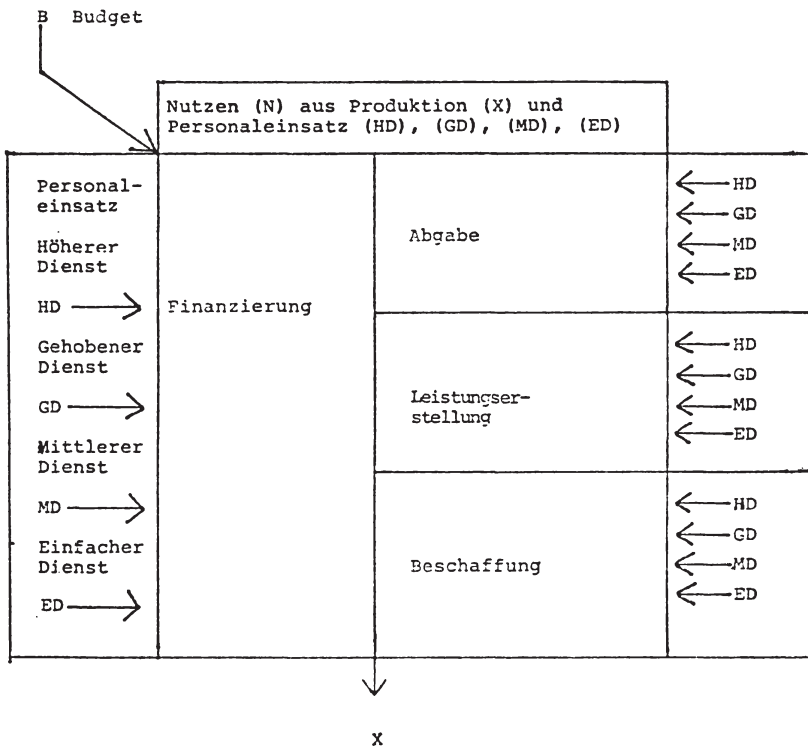 B Budget
Nutzen (N) aus Produktion (X) und
Personaleinsatz (HD), (GD), (MD), (ED)
Personal-
einsatz
Höherer
Dienst
HD
Gehobener
Dienst
GD
Mittlerer
Dienst
MD
Einfacher
Dienst
ED
Finanzierung
Abgabe
HD
GD
MD
ED
Leistungser-
stellung
HD
GD
MD
ED
Beschaffung
HD
GD
MD
ED
X